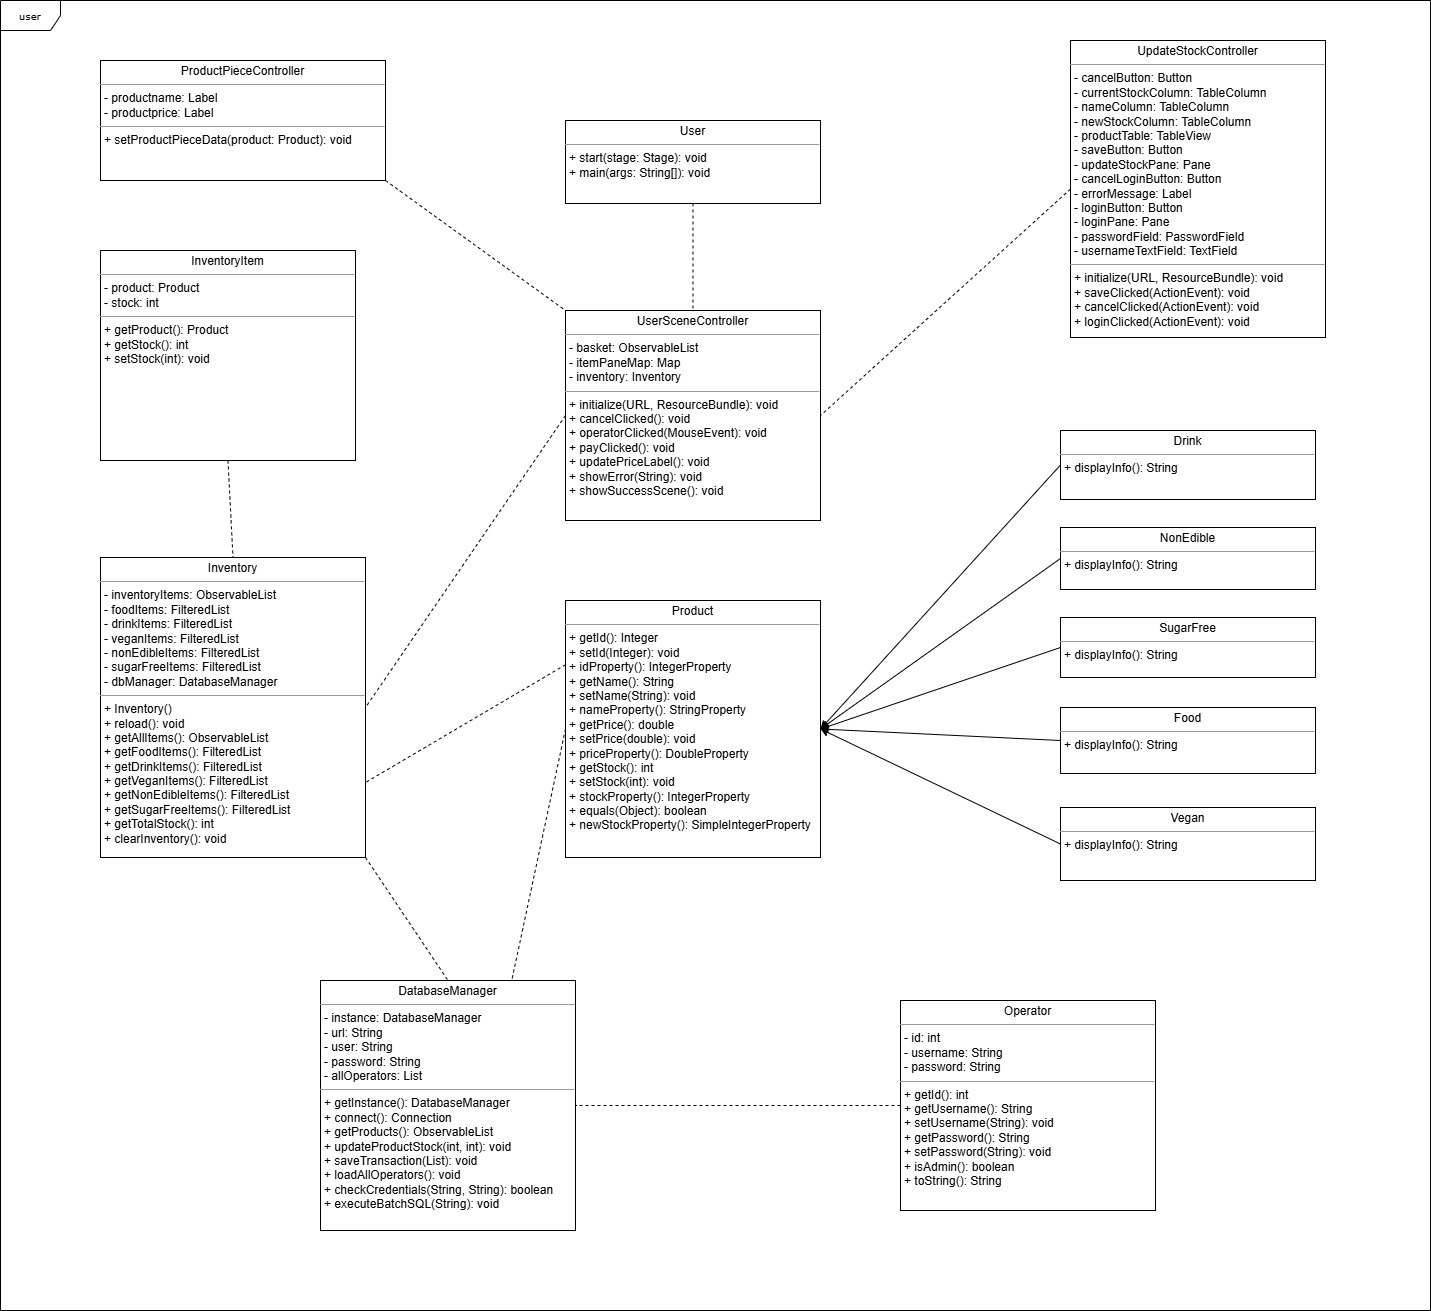 user
ProductPieceController
- productname: Label
- productprice: Label
+ setProductPieceData(product: Product): void
User
+ start(stage: Stage): void
+ main(args: String[]): void
UpdateStockController
- cancelButton: Button
- currentStockColumn: TableColumn
- nameColumn: TableColumn
- newStockColumn: TableColumn
- productTable: TableView
- saveButton: Button
- updateStockPane: Pane
- cancelLoginButton: Button
- errorMessage: Label
- loginButton: Button
- loginPane: Pane
- passwordField: PasswordField
- usernameTextField: TextField
+ initialize(URL, ResourceBundle): void
+ saveClicked(ActionEvent): void
+ cancelClicked(ActionEvent): void
+ loginClicked(ActionEvent): void
InventoryItem
- product: Product
- stock: int
+ getProduct(): Product
+ getStock(): int
+ setStock(int): void
UserSceneController
- basket: ObservableList
- itemPaneMap: Map
- inventory: Inventory
+ initialize(URL, ResourceBundle): void
+ cancelClicked(): void
+ operatorClicked(MouseEvent): void
+ payClicked(): void
+ updatePriceLabel(): void
+ showError(String): void
+ showSuccessScene(): void
Drink
+ displayInfo(): String
NonEdible
+ displayInfo(): String
SugarFree
+ displayInfo(): String
Food
+ displayInfo(): String
Vegan
+ displayInfo(): String
Inventory
- inventoryItems: ObservableList
- foodItems: FilteredList
- drinkItems: FilteredList
- veganItems: FilteredList
- nonEdibleItems: FilteredList
- sugarFreeItems: FilteredList
- dbManager: DatabaseManager
+ Inventory()
+ reload(): void
+ getAllItems(): ObservableList
+ getFoodItems(): FilteredList
+ getDrinkItems(): FilteredList
+ getVeganItems(): FilteredList
+ getNonEdibleItems(): FilteredList
+ getSugarFreeItems(): FilteredList
+ getTotalStock(): int
+ clearInventory(): void
Product
+ getId(): Integer
+ setId(Integer): void
+ idProperty(): IntegerProperty
+ getName(): String
+ setName(String): void
+ nameProperty(): StringProperty
+ getPrice(): double
+ setPrice(double): void
+ priceProperty(): DoubleProperty
+ getStock(): int
+ setStock(int): void
+ stockProperty(): IntegerProperty
+ equals(Object): boolean
+ newStockProperty(): SimpleIntegerProperty
DatabaseManager
- instance: DatabaseManager
- url: String
- user: String
- password: String
- allOperators: List
+ getInstance(): DatabaseManager
+ connect(): Connection
+ getProducts(): ObservableList
+ updateProductStock(int, int): void
+ saveTransaction(List): void
+ loadAllOperators(): void
+ checkCredentials(String, String): boolean
+ executeBatchSQL(String): void
Operator
- id: int
- username: String
- password: String
+ getId(): int
+ getUsername(): String
+ setUsername(String): void
+ getPassword(): String
+ setPassword(String): void
+ isAdmin(): boolean
+ toString(): String